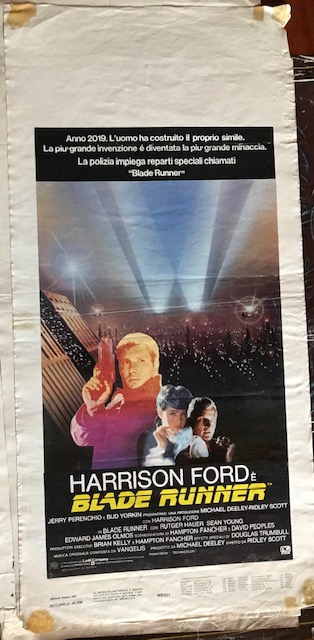 Anno 2019. L'uomo ha costruito il proprio simile.
La piu' grande invenzione è diventata la piu' grande minaccia.
La polizia impiega reparti speciali chiamati
"Blade Runner"
HARRISON FORD È
BLADE RUNNER™
JERRY PERENCHIO E BUD YORKIN PRESENTANO UNA PRODUZIONE MICHAEL DEELEY-RIDLEY SCOTT
CON HARRISON FORD
IN BLADE RUNNER CON RUTGER HAUER SEAN YOUNG
EDWARD JAMES OLMOS SCENEGGIATURA DI HAMPTON FANCHER E DAVID PEOPLES
PRODUTTORI ESECUTIVI BRIAN KELLY E HAMPTON FANCHER EFFETTI SPECIALI DI DOUGLAS TRUMBULL
MUSICA ORIGINALE COMPOSTA DA VANGELIS PRODOTTO DA MICHAEL DEELEY DIRETTO DA RIDLEY SCOTT